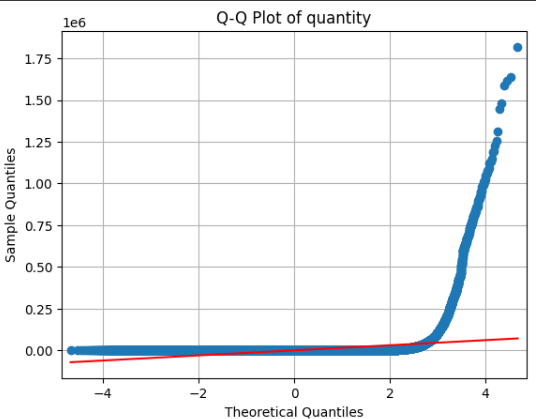 Q-Q Plot of quantity
1e6
1.75
1.50
1.25
1.00
0.75
0.50
0.25
0.00
Sample Quantiles
−4 −2 0 2 4
Theoretical Quantiles